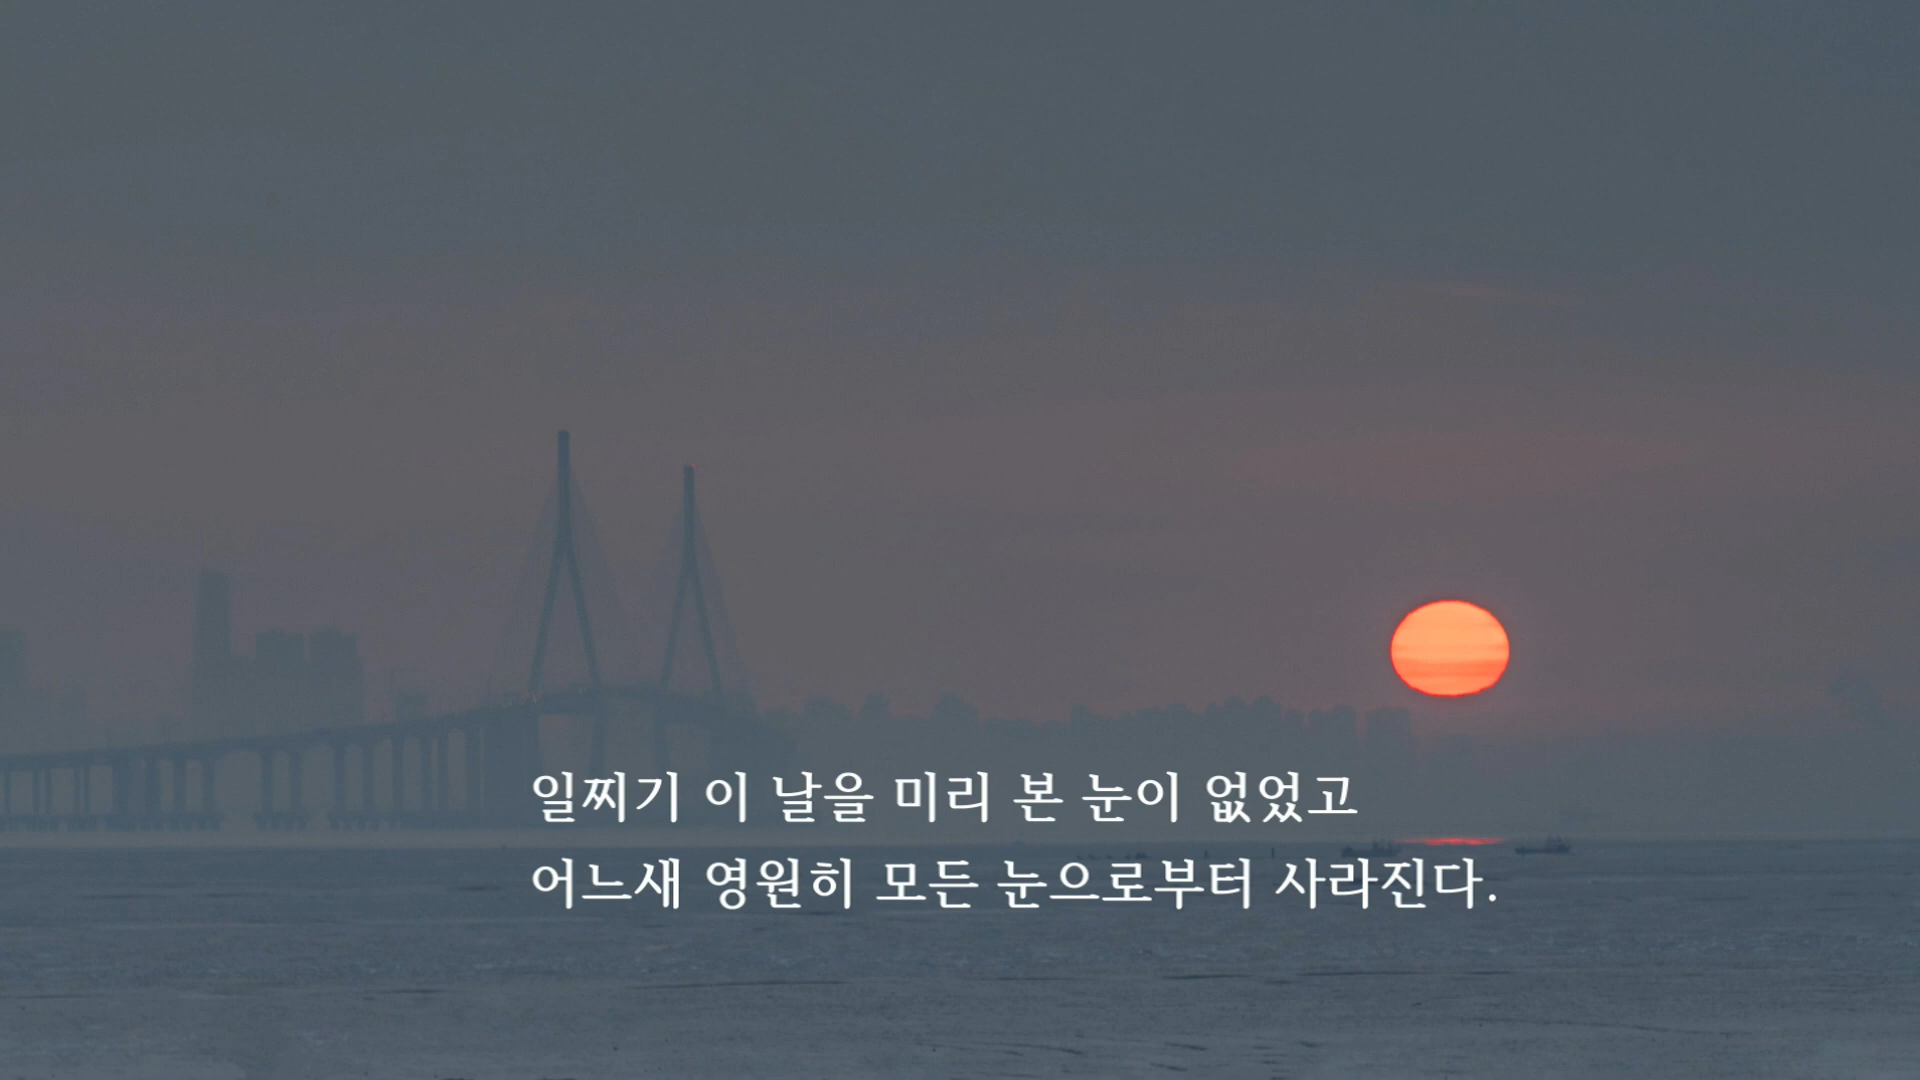 일찌기 이 날을 미리 본 눈이 없었고
어느새 영원히 모든 눈으로부터 사라진다.